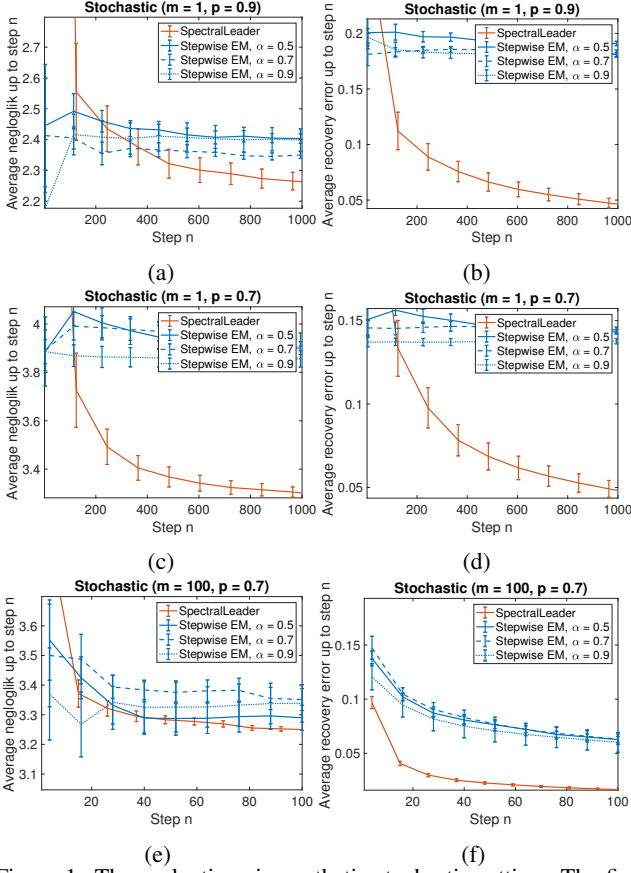 Stochastic (m = 1, p = 0.9)
Average negloglik up to step n
2.7
2.6
2.5
2.4
2.3
2.2
SpectralLeader
Stepwise EM, α = 0.5
Stepwise EM, α = 0.7
Stepwise EM, α = 0.9
200 400 600 800 1000
Step n
(a)
Stochastic (m = 1, p = 0.9)
Average recovery error up to step n
0.2
0.15
0.1
0.05
SpectralLeader
Stepwise EM, α = 0.5
Stepwise EM, α = 0.7
Stepwise EM, α = 0.9
200 400 600 800 1000
Step n
(b)
Stochastic (m = 1, p = 0.7)
Average negloglik up to step n
4
3.8
3.6
3.4
SpectralLeader
Stepwise EM, α = 0.5
Stepwise EM, α = 0.7
Stepwise EM, α = 0.9
200 400 600 800 1000
Step n
(c)
Stochastic (m = 1, p = 0.7)
Average recovery error up to step n
0.15
0.1
0.05
SpectralLeader
Stepwise EM, α = 0.5
Stepwise EM, α = 0.7
Stepwise EM, α = 0.9
200 400 600 800 1000
Step n
(d)
Stochastic (m = 100, p = 0.7)
Average negloglik up to step n
3.6
3.5
3.4
3.3
3.2
3.1
SpectralLeader
Stepwise EM, α = 0.5
Stepwise EM, α = 0.7
Stepwise EM, α = 0.9
20 40 60 80 100
Step n
(e)
Stochastic (m = 100, p = 0.7)
Average recovery error up to step n
0.15
0.1
0.05
SpectralLeader
Stepwise EM, α = 0.5
Stepwise EM, α = 0.7
Stepwise EM, α = 0.9
20 40 60 80 100
Step n
(f)